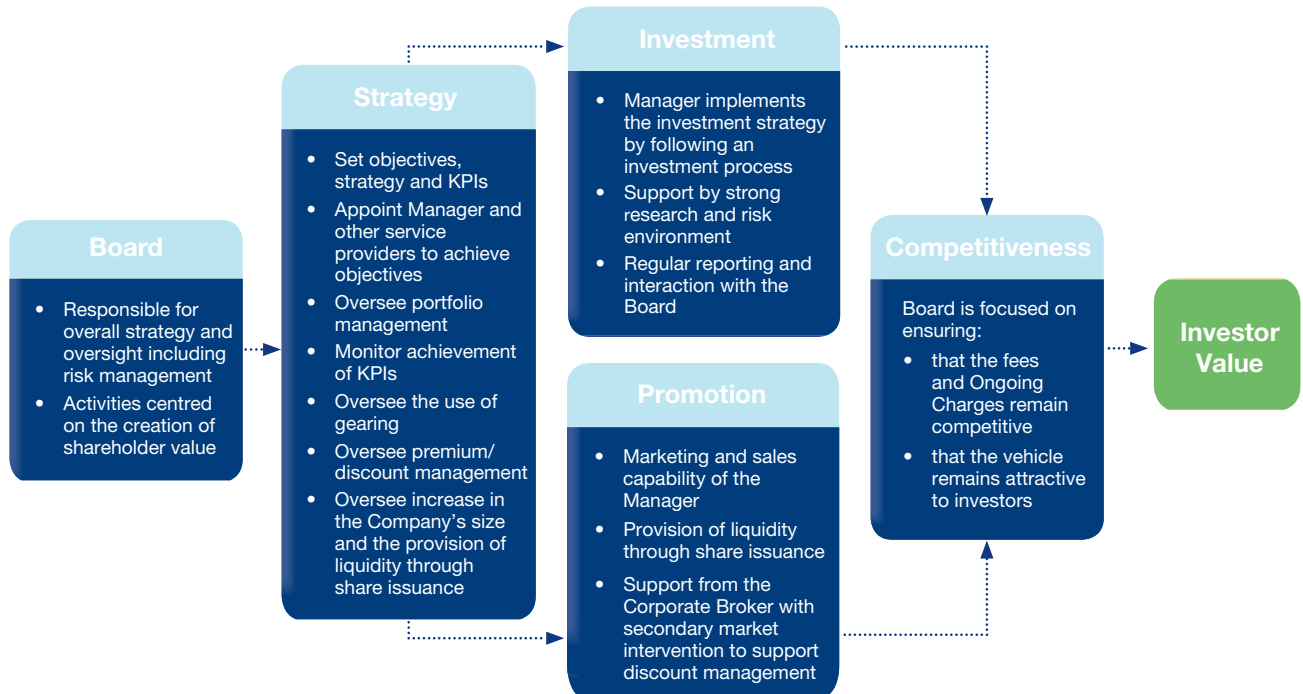 Board
• Responsible for
overall strategy and
oversight including
risk management
• Activities centred
on the creation of
shareholder value
Strategy
• Set objectives,
strategy and KPIs
• Appoint Manager and
other service
providers to achieve
objectives
• Oversee portfolio
management
• Monitor achievement
of KPIs
• Oversee the use of
gearing
• Oversee premium/
discount management
• Oversee increase in
the Company’s size
and the provision of
liquidity through
share issuance
Investment
• Manager implements
the investment strategy
by following an
investment process
• Support by strong
research and risk
environment
• Regular reporting and
interaction with the
Board
Promotion
• Marketing and sales
capability of the
Manager
• Provision of liquidity
through share issuance
• Support from the
Corporate Broker with
secondary market
intervention to support
discount management
Competitiveness
Board is focused on
ensuring:
• that the fees
and Ongoing
Charges remain
competitive
• that the vehicle
remains attractive
to investors
Investor
Value